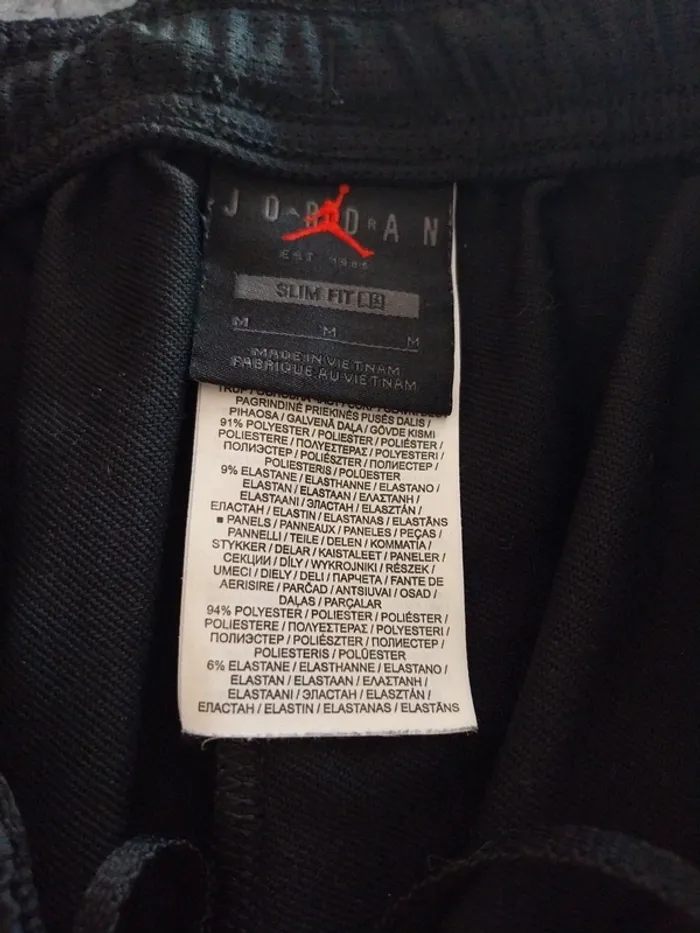 JORDAN
SLIM FIT
M M M
MADE IN VIETNAM
FABRIQUE AU VIETNAM
PAGRINDINĖ PRIEKINĖS PUSĖS DALIS /
PIHAOSA / GALVENĀ DAĻA / GÖVDE KISMI
91% POLYESTER / POLIESTER / POLIÉSTER /
POLIESTERE / ΠΟΛΥΕΣΤΕΡΑΣ / POLYESTERI /
ПОЛИЭСТЕР / POLIÉSZTER / ПОЛИЕСТЕР /
POLIESTERIS / POLÜESTER
9% ELASTANE / ELASTHANNE / ELASTANO /
ELASTAN / ELASTAAN / ΕΛΑΣΤΑΝΗ /
ELASTAANI / ЭЛАСТАН / ELASZTÁN /
ЕЛАСТАН / ELASTIN / ELASTANAS / ELASTĀNS
■ PANELS / PANNEAUX / PANELES / PEÇAS /
PANNELLI / TEILE / DELEN / ΚΟΜΜΑΤΙΑ /
STYKKER / DELAR / KAISTALEET / PANELER /
СЕКЦИИ / DÍLY / WYKROJNIKI / RÉSZEK /
UMECI / DIELY / DELI / ПАРЧЕТА / FANTE DE
AERISIRE / PARČAD / ANTSIUVAI / OSAD /
DAĻAS / PARÇALAR
94% POLYESTER / POLIESTER / POLIÉSTER /
POLIESTERE / ΠΟΛΥΕΣΤΕΡΑΣ / POLYESTERI /
ПОЛИЭСТЕР / POLIÉSZTER / ПОЛИЕСТЕР /
POLIESTERIS / POLÜESTER
6% ELASTANE / ELASTHANNE / ELASTANO /
ELASTAN / ELASTAAN / ΕΛΑΣΤΑΝΗ /
ELASTAANI / ЭЛАСТАН / ELASZTÁN /
ЕЛАСТАН / ELASTIN / ELASTANAS / ELASTĀNS